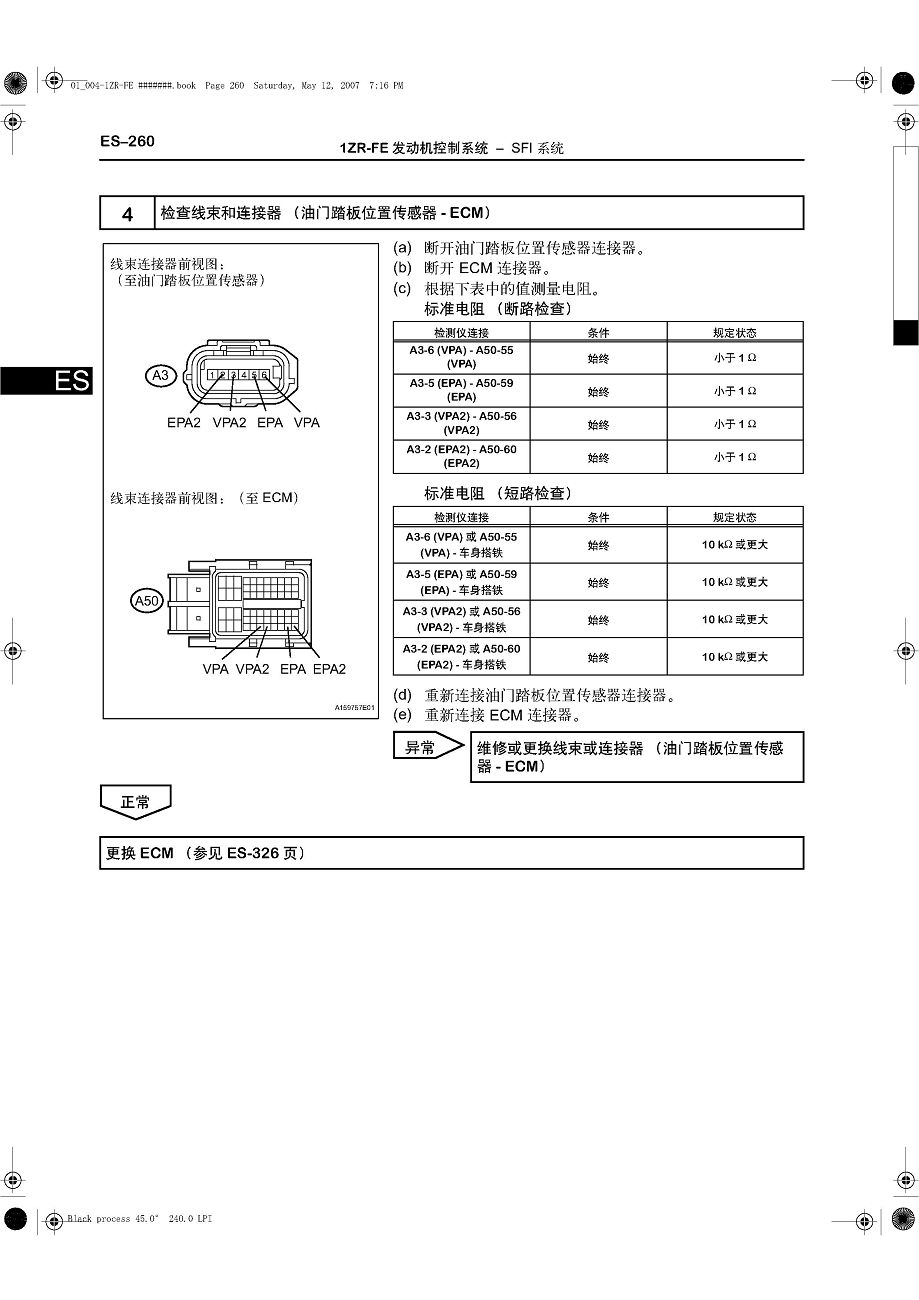 01_004-1ZR-FE #######.book Page 260 Saturday, May 12, 2007 7:16 PM
ES–260
1ZR-FE 发动机控制系统 – SFI 系统
4 检查线束和连接器 (油门踏板位置传感器 - ECM)
线束连接器前视图:
(至油门踏板位置传感器)
A3
1 2 3 4 5 6
EPA2 VPA2 EPA VPA
线束连接器前视图: (至 ECM)
A50
VPA VPA2 EPA EPA2
A159757E01
ES
(a) 断开油门踏板位置传感器连接器。
(b) 断开 ECM 连接器。
(c) 根据下表中的值测量电阻。
标准电阻 (断路检查)
检测仪连接 条件 规定状态
A3-6 (VPA) - A50-55
(VPA) 始终 小于 1 Ω
A3-5 (EPA) - A50-59
(EPA) 始终 小于 1 Ω
A3-3 (VPA2) - A50-56
(VPA2) 始终 小于 1 Ω
A3-2 (EPA2) - A50-60
(EPA2) 始终 小于 1 Ω
标准电阻 (短路检查)
检测仪连接 条件 规定状态
A3-6 (VPA) 或 A50-55
(VPA) - 车身搭铁 始终 10 kΩ 或更大
A3-5 (EPA) 或 A50-59
(EPA) - 车身搭铁 始终 10 kΩ 或更大
A3-3 (VPA2) 或 A50-56
(VPA2) - 车身搭铁 始终 10 kΩ 或更大
A3-2 (EPA2) 或 A50-60
(EPA2) - 车身搭铁 始终 10 kΩ 或更大
(d) 重新连接油门踏板位置传感器连接器。
(e) 重新连接 ECM 连接器。
异常
维修或更换线束或连接器 (油门踏板位置传感
器 - ECM)
正常
更换 ECM (参见 ES-326 页)
Black process 45.0° 240.0 LPI